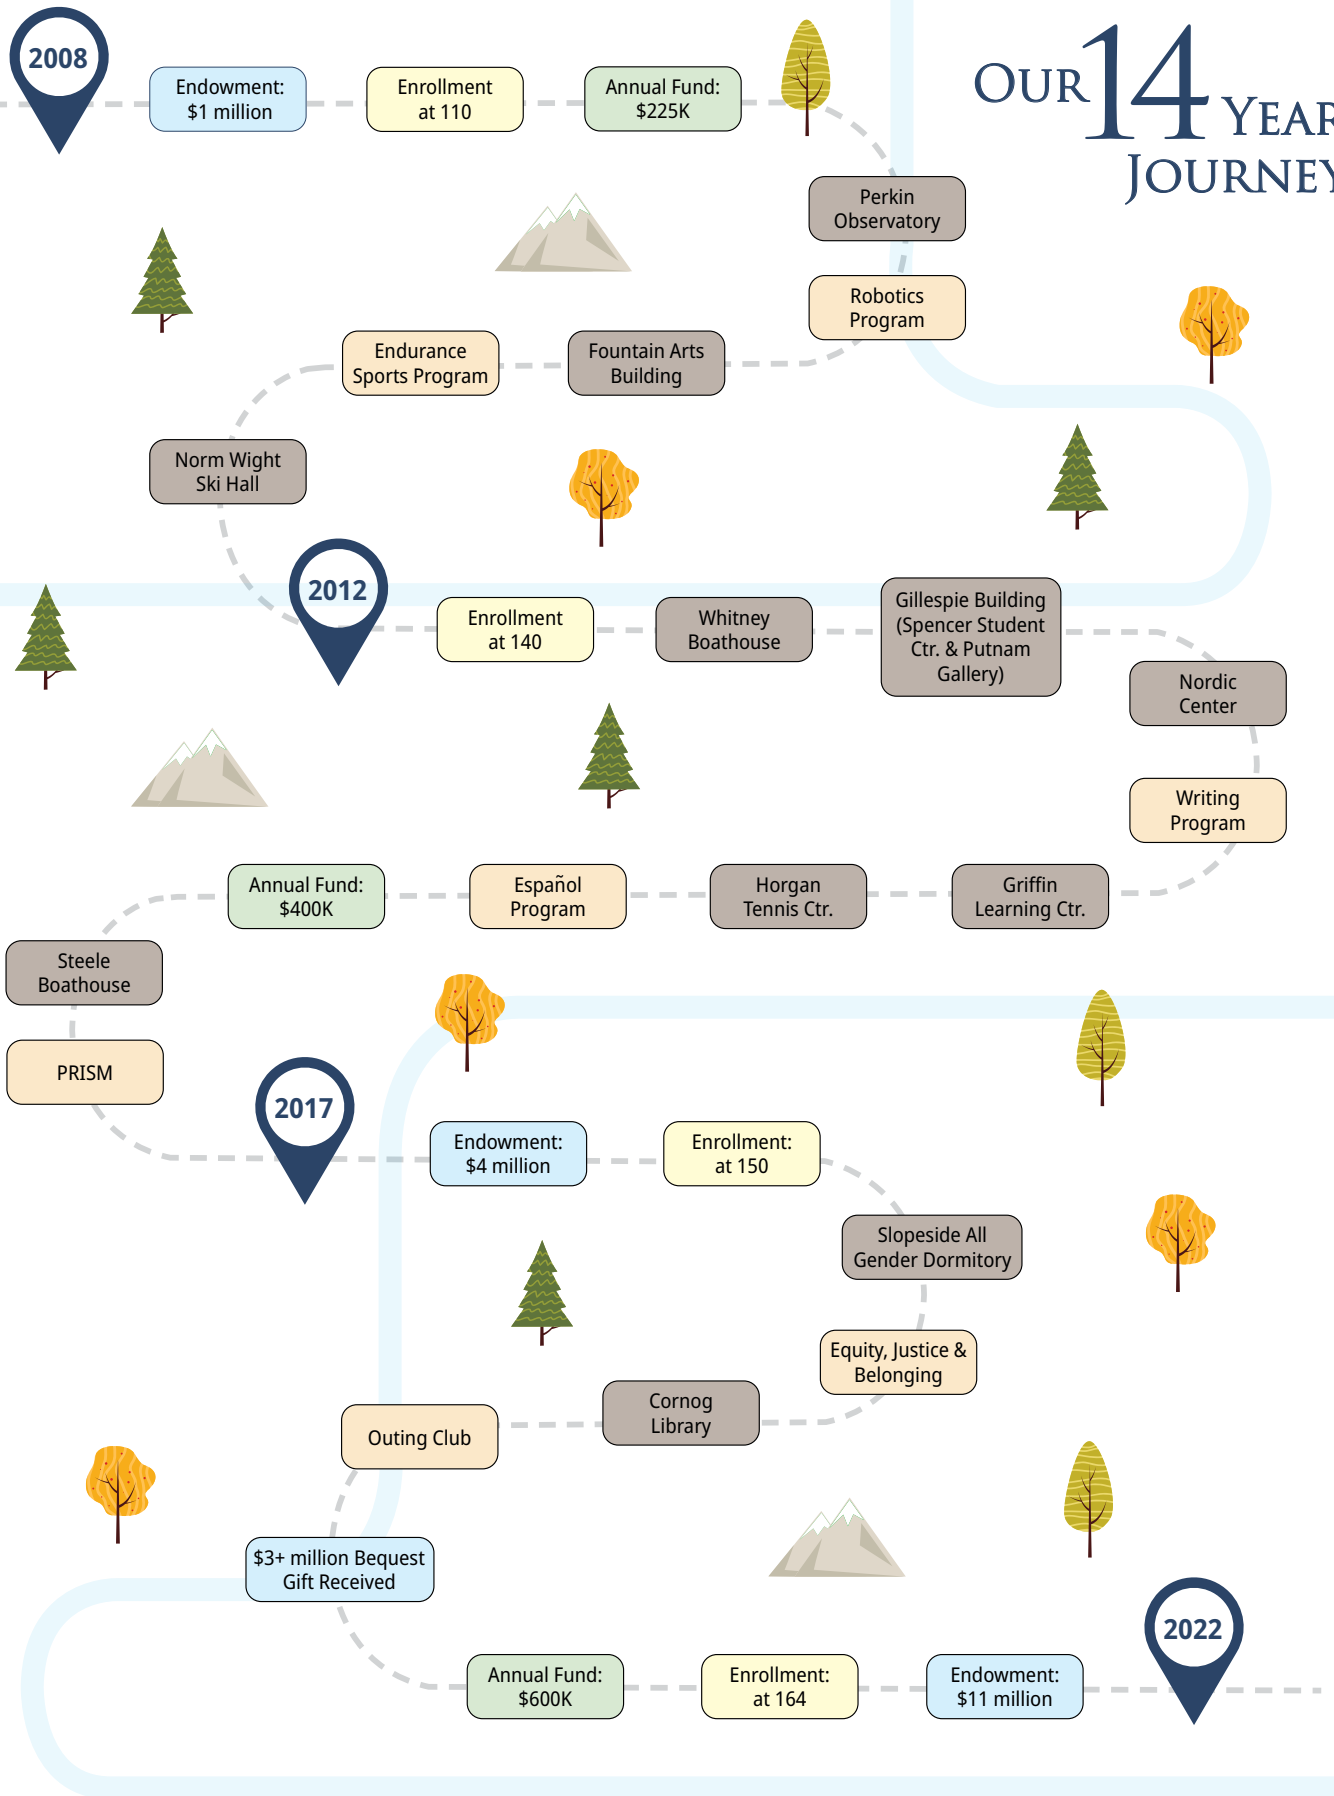 2008
Endowment:
$1 million
Enrollment
at 110
Annual Fund:
$225K
OUR 14 YEAR
JOURNEY
Perkin
Observatory
Robotics
Program
Fountain Arts
Building
Endurance
Sports Program
Norm Wight
Ski Hall
2012
Enrollment
at 140
Whitney
Boathouse
Gillespie Building
(Spencer Student
Ctr. & Putnam
Gallery)
Nordic
Center
Writing
Program
Griffin
Learning Ctr.
Horgan
Tennis Ctr.
Español
Program
Annual Fund:
$400K
Steele
Boathouse
PRISM
2017
Endowment:
$4 million
Enrollment:
at 150
Slopeside All
Gender Dormitory
Equity, Justice &
Belonging
Cornog
Library
Outing Club
$3+ million Bequest
Gift Received
Annual Fund:
$600K
Enrollment:
at 164
Endowment:
$11 million
2022